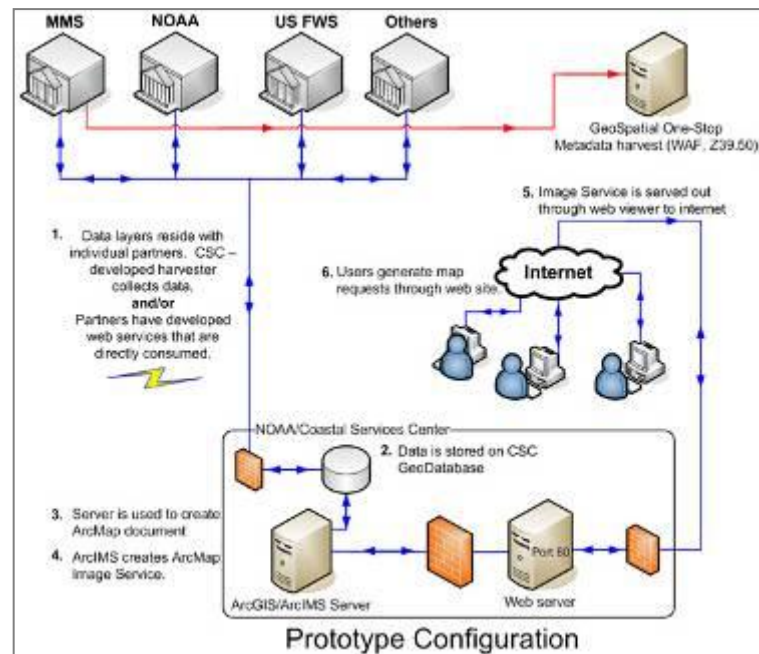 MMS NOAA US FWS Others
GeoSpatial One-Stop
Metadata harvest (WAF, Z39.50)
1. Data layers reside with
individual partners. CSC –
developed harvester
collects data.
and/or
Partners have developed
web services that are
directly consumed.
5. Image Service is served out
through web viewer to internet
Internet
6. Users generate map
requests through web site.
NOAA/Coastal Services Center
2. Data is stored on CSC
GeoDatabase
3. Server is used to create
ArcMap document
4. ArcIMS creates ArcMap
Image Service.
ArcGIS/ArcIMS Server
Port 80
Web server
Prototype Configuration